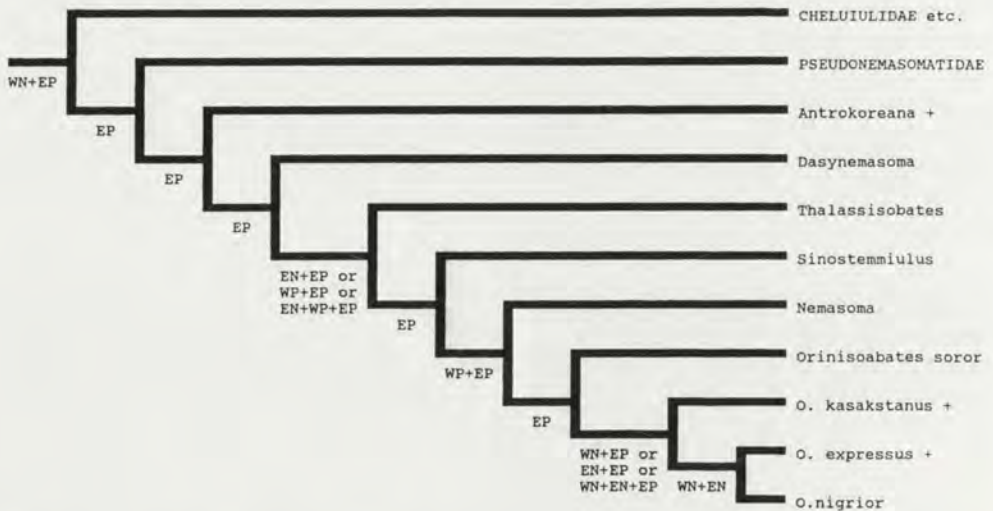 CHELUIULIDAE etc.
WN+EP
PSEUDONEMASOMATIDAE
EP
Antrokoreana +
EP
Dasynemasoma
EP
Thalassisobates
EN+EP or
WP+EP or
EN+WP+EP
Sinostemmiulus
EP
Nemasoma
WP+EP
Orinisoabates soror
EP
O. kasakstanus +
WN+EP or
EN+EP or
WN+EN+EP
O. expressus +
WN+EN
O.nigrior